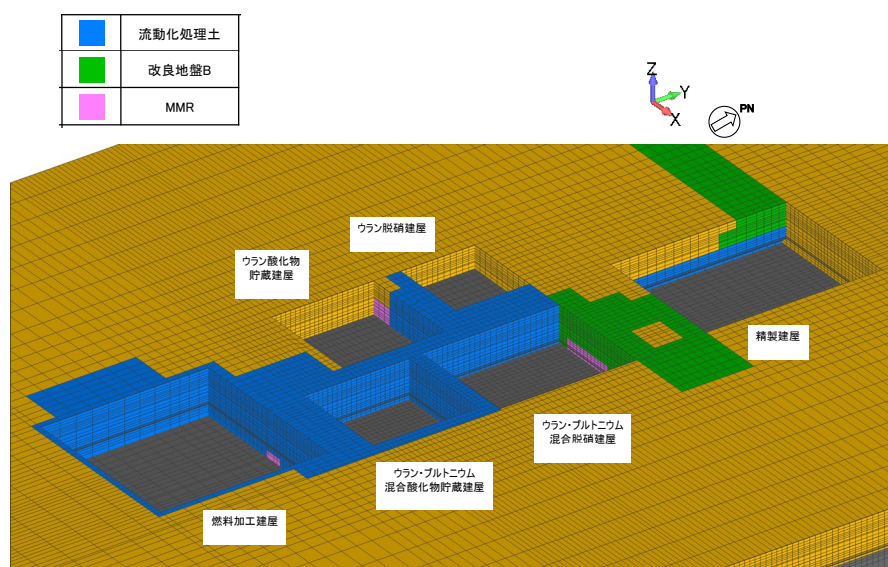 流動化処理土
改良地盤B
MMR
Z
Y
X
PN
ウラン脱硝建屋
ウラン酸化物
貯蔵建屋
精製建屋
ウラン・プルトニウム
混合脱硝建屋
ウラン・プルトニウム
混合酸化物貯蔵建屋
燃料加工建屋